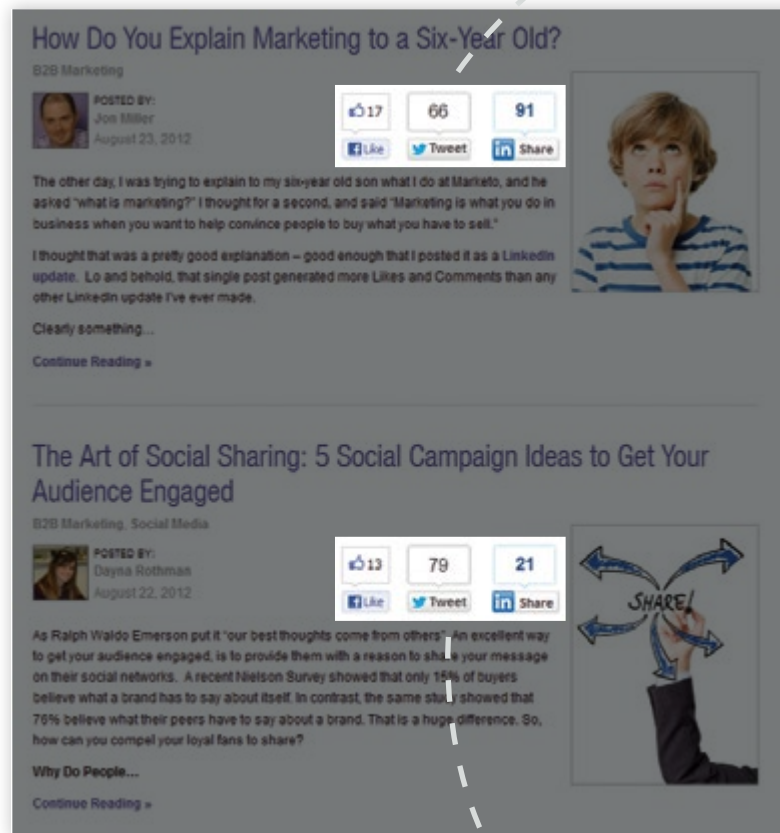 How Do You Explain Marketing to a Six-Year Old?
B2B Marketing
POSTED BY:
Jon Miller
August 23, 2012
17
66
91
Like
Tweet
in Share
The other day, I was trying to explain to my six-year old son what I do at Marketo, and he
asked "what is marketing?" I thought for a second, and said "Marketing is what you do in
business when you want to help convince people to buy what you have to sell."
I thought that was a pretty good explanation – good enough that I posted it as a LinkedIn
update. Lo and behold, that single post generated more Likes and Comments than any
other LinkedIn update I've ever made.
Clearly something...
Continue Reading »
The Art of Social Sharing: 5 Social Campaign Ideas to Get Your
Audience Engaged
B2B Marketing, Social Media
POSTED BY:
Dayna Rothman
August 22, 2012
13
79
21
Like
Tweet
in Share
SHARE!
As Ralph Waldo Emerson put it "our best thoughts come from others". An excellent way
to get your audience engaged, is to provide them with a reason to share your message
on their social networks. A recent Nielson Survey showed that only 15% of buyers
believe what a brand has to say about itself. In contrast, the same study showed that
76% believe what their peers have to say about a brand. That is a huge difference. So,
how can you compel your loyal fans to share?
Why Do People...
Continue Reading »